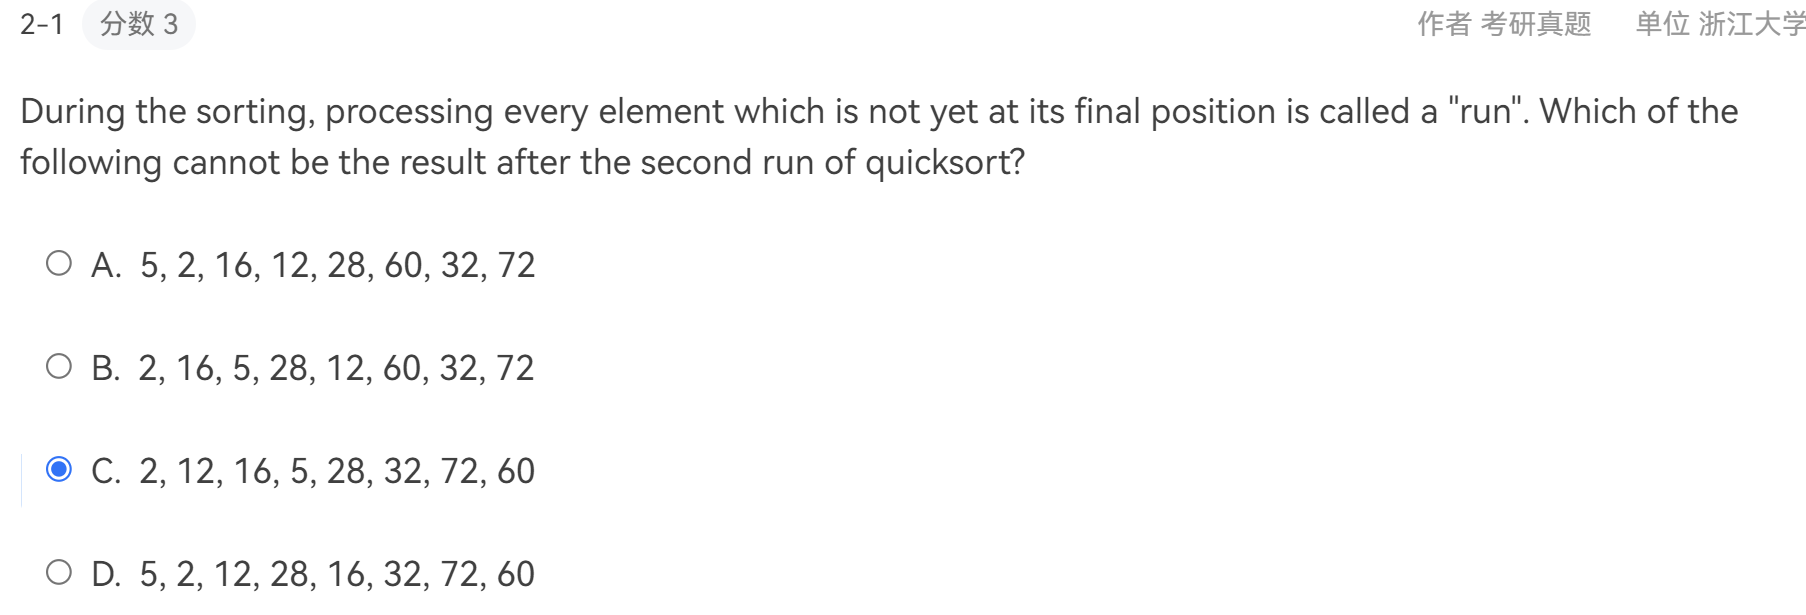 2-1 分数 3 作者 考研真题 单位 浙江大学
During the sorting, processing every element which is not yet at its final position is called a "run". Which of the
following cannot be the result after the second run of quicksort?
A. 5, 2, 16, 12, 28, 60, 32, 72
B. 2, 16, 5, 28, 12, 60, 32, 72
C. 2, 12, 16, 5, 28, 32, 72, 60
D. 5, 2, 12, 28, 16, 32, 72, 60